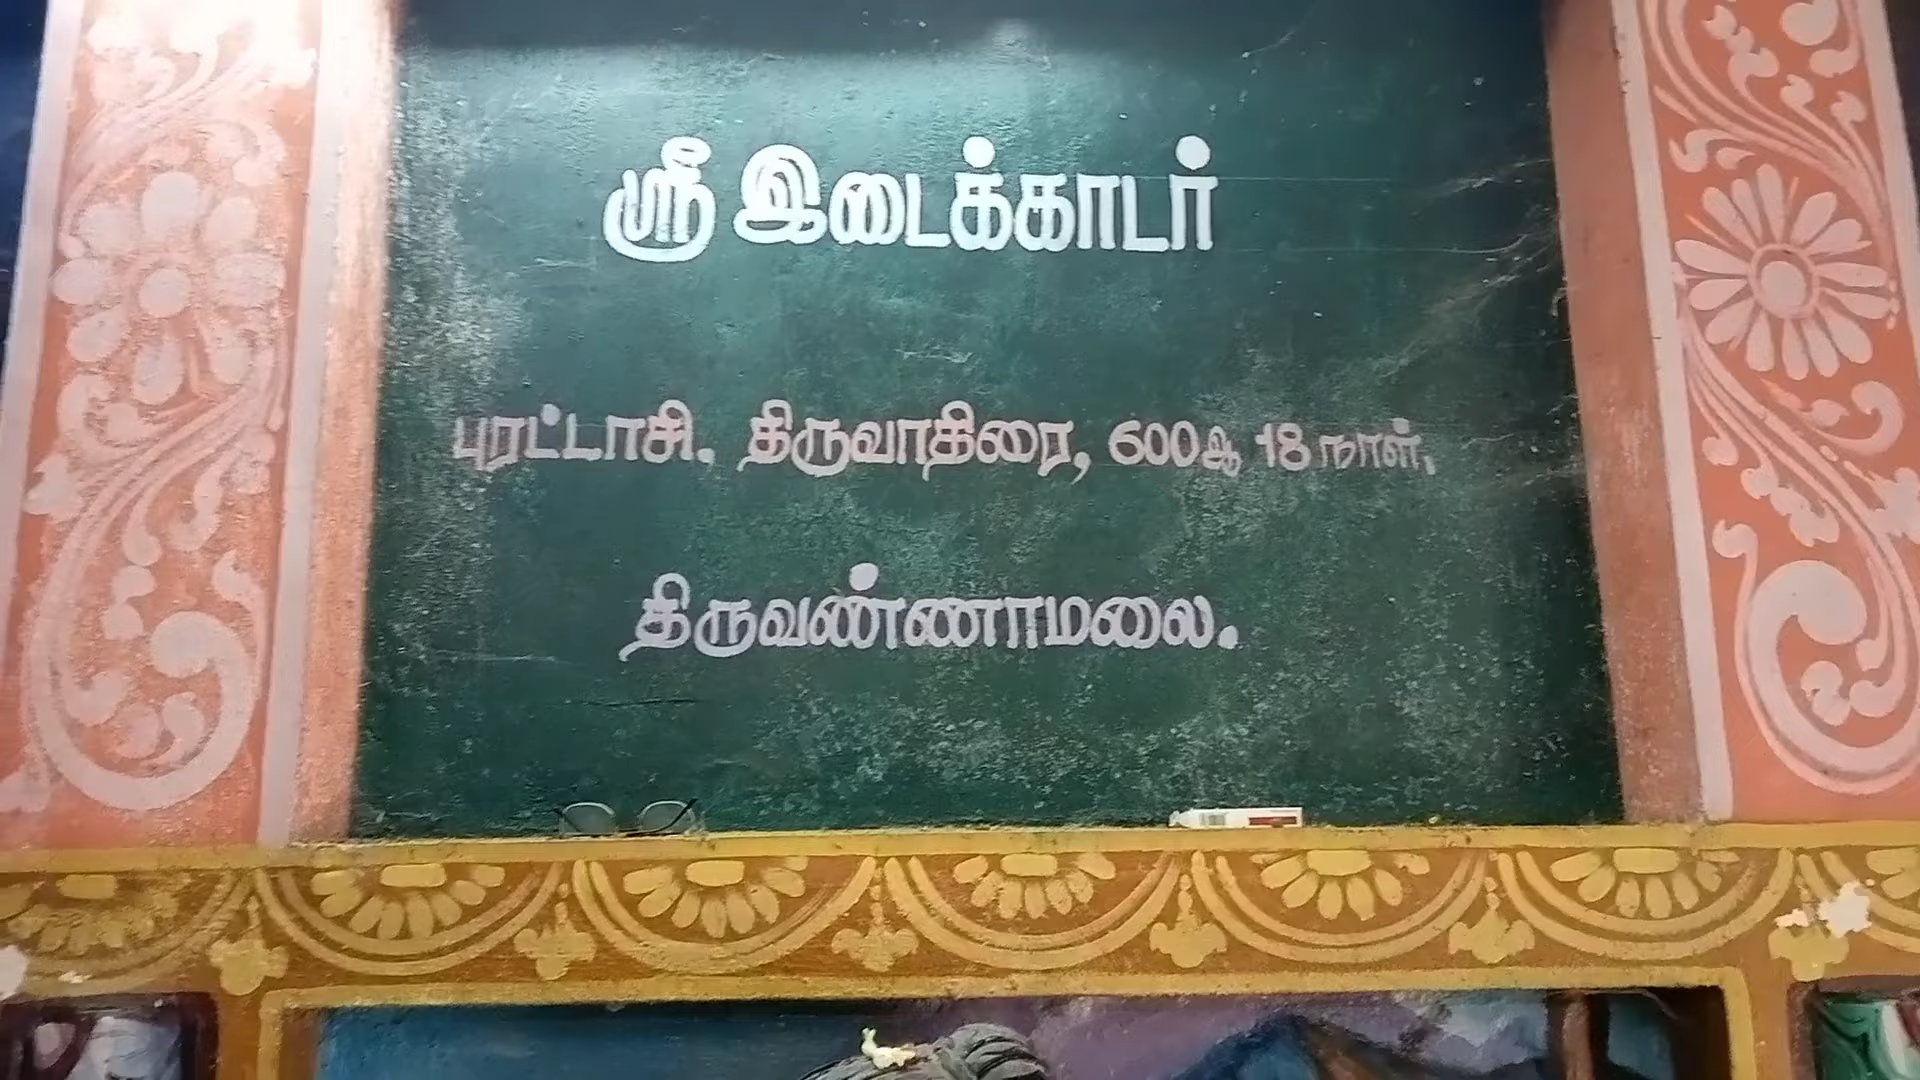 ஸ்ரீ இடைக்காடர்
புரட்டாசி. திருவாதிரை, 600ஆ 18 நாள்.
திருவண்ணாமலை.